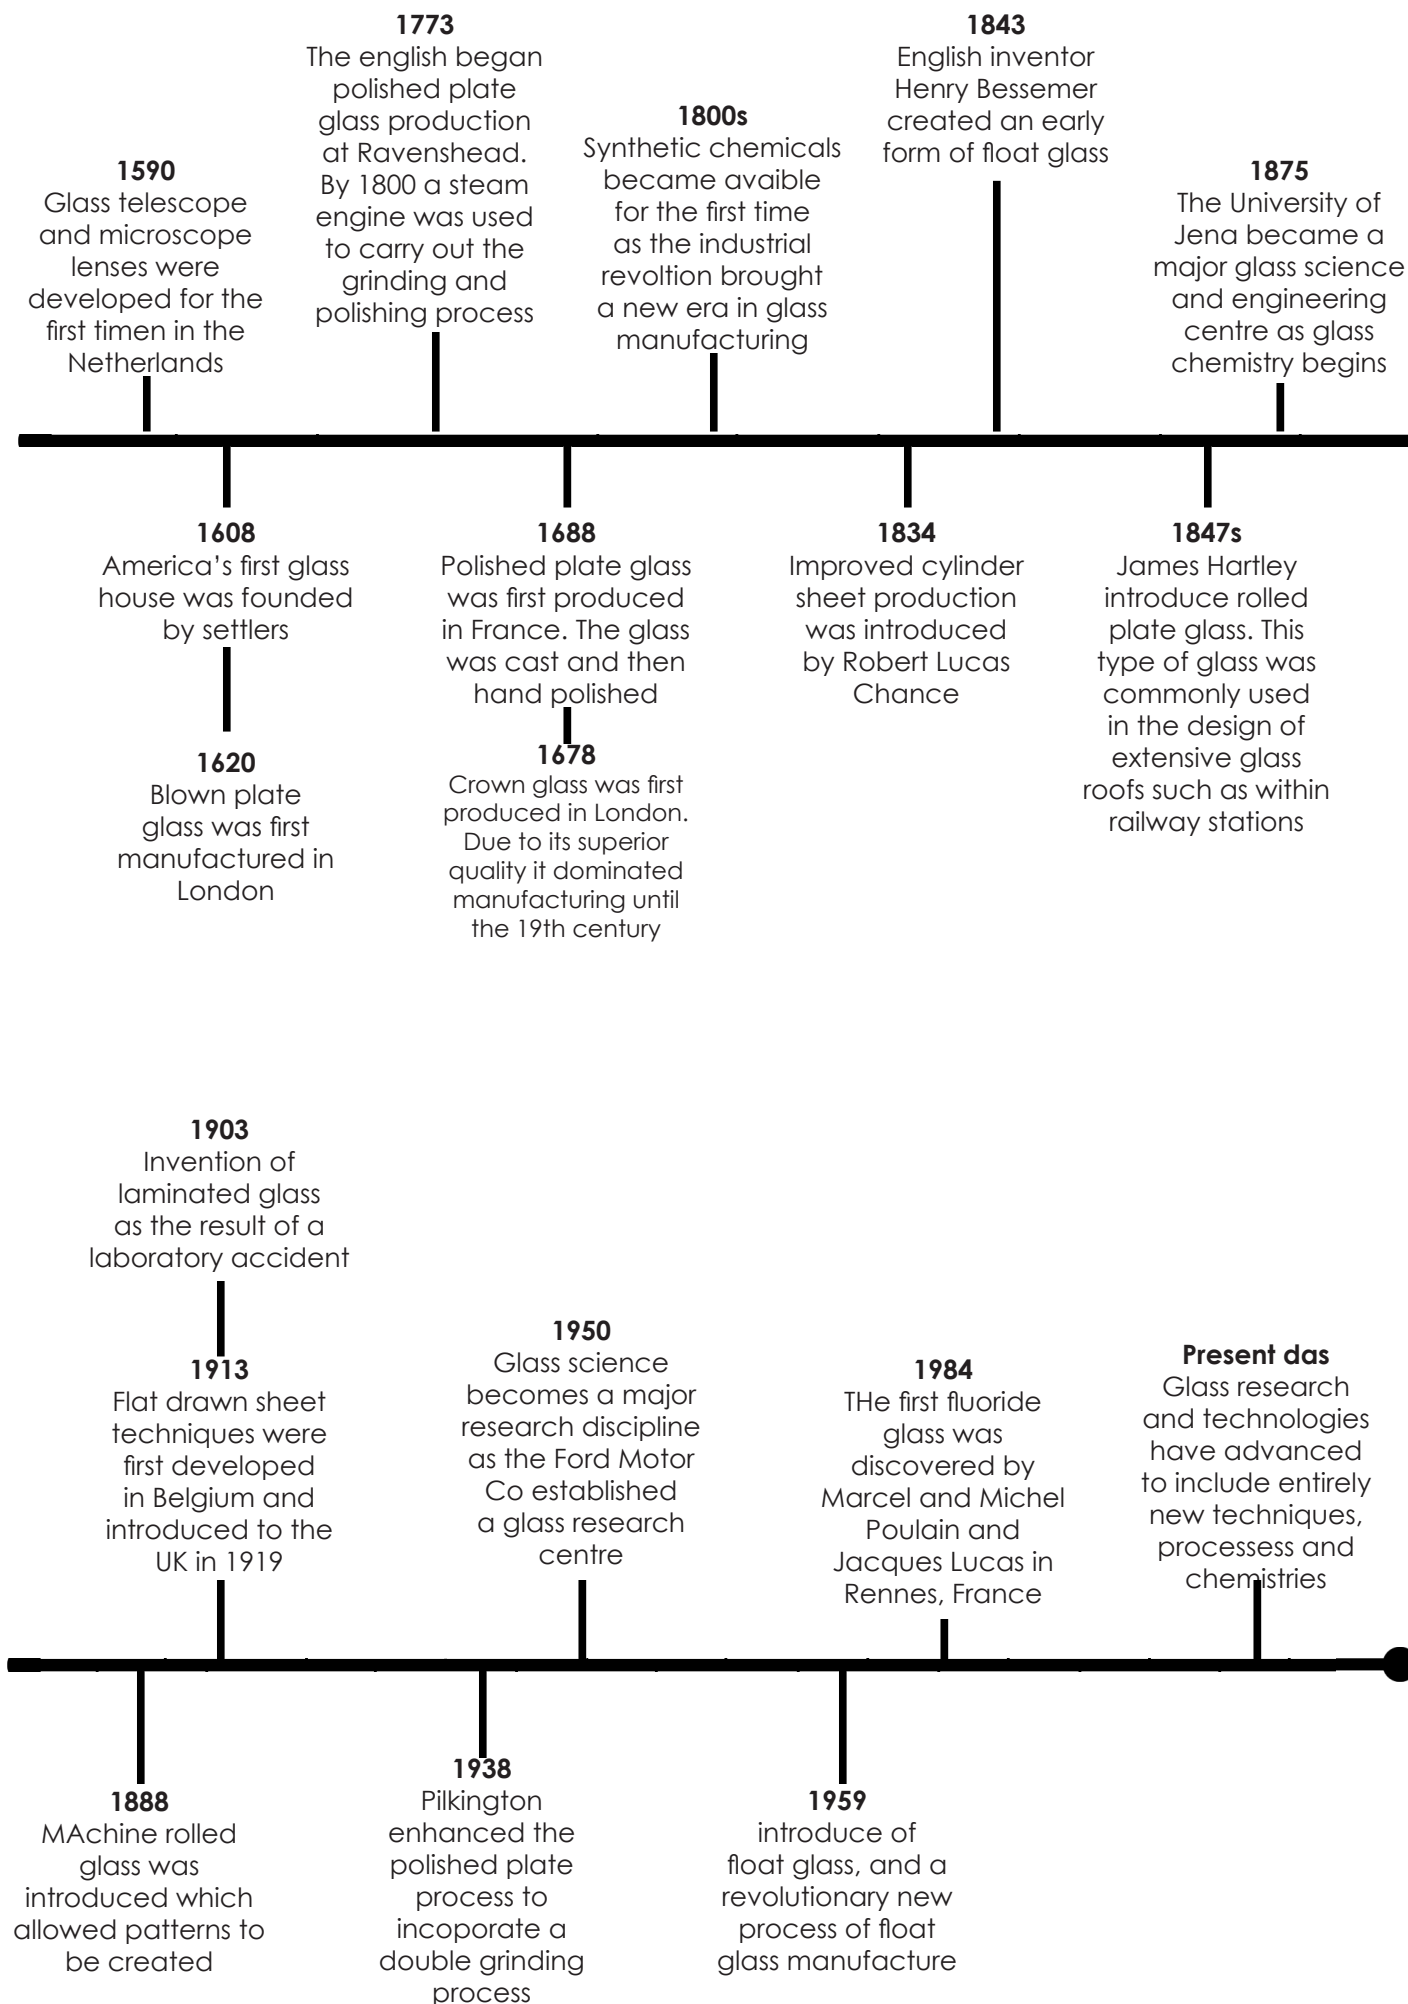 1590
Glass telescope
and microscope
lenses were
developed for the
first timen in the
Netherlands
1773
The english began
polished plate
glass production
at Ravenshead.
By 1800 a steam
engine was used
to carry out the
grinding and
polishing process
1800s
Synthetic chemicals
became avaible
for the first time
as the industrial
revoltion brought
a new era in glass
manufacturing
1843
English inventor
Henry Bessemer
created an early
form of float glass
1875
The University of
Jena became a
major glass science
and engineering
centre as glass
chemistry begins
1608
America's first glass
house was founded
by settlers
1620
Blown plate
glass was first
manufactured in
London
1688
Polished plate glass
was first produced
in France. The glass
was cast and then
hand polished
1678
Crown glass was first
produced in London.
Due to its superior
quality it dominated
manufacturing until
the 19th century
1834
Improved cylinder
sheet production
was introduced
by Robert Lucas
Chance
1847s
James Hartley
introduce rolled
plate glass. This
type of glass was
commonly used
in the design of
extensive glass
roofs such as within
railway stations
1903
Invention of
laminated glass
as the result of a
laboratory accident
1913
Flat drawn sheet
techniques were
first developed
in Belgium and
introduced to the
UK in 1919
1950
Glass science
becomes a major
research discipline
as the Ford Motor
Co established
a glass research
centre
1984
THe first fluoride
glass was
discovered by
Marcel and Michel
Poulain and
Jacques Lucas in
Rennes, France
Present das
Glass research
and technologies
have advanced
to include entirely
new techniques,
processess and
chemistries
1888
MAchine rolled
glass was
introduced which
allowed patterns to
be created
1938
Pilkington
enhanced the
polished plate
process to
incoporate a
double grinding
process
1959
introduce of
float glass, and a
revolutionary new
process of float
glass manufacture